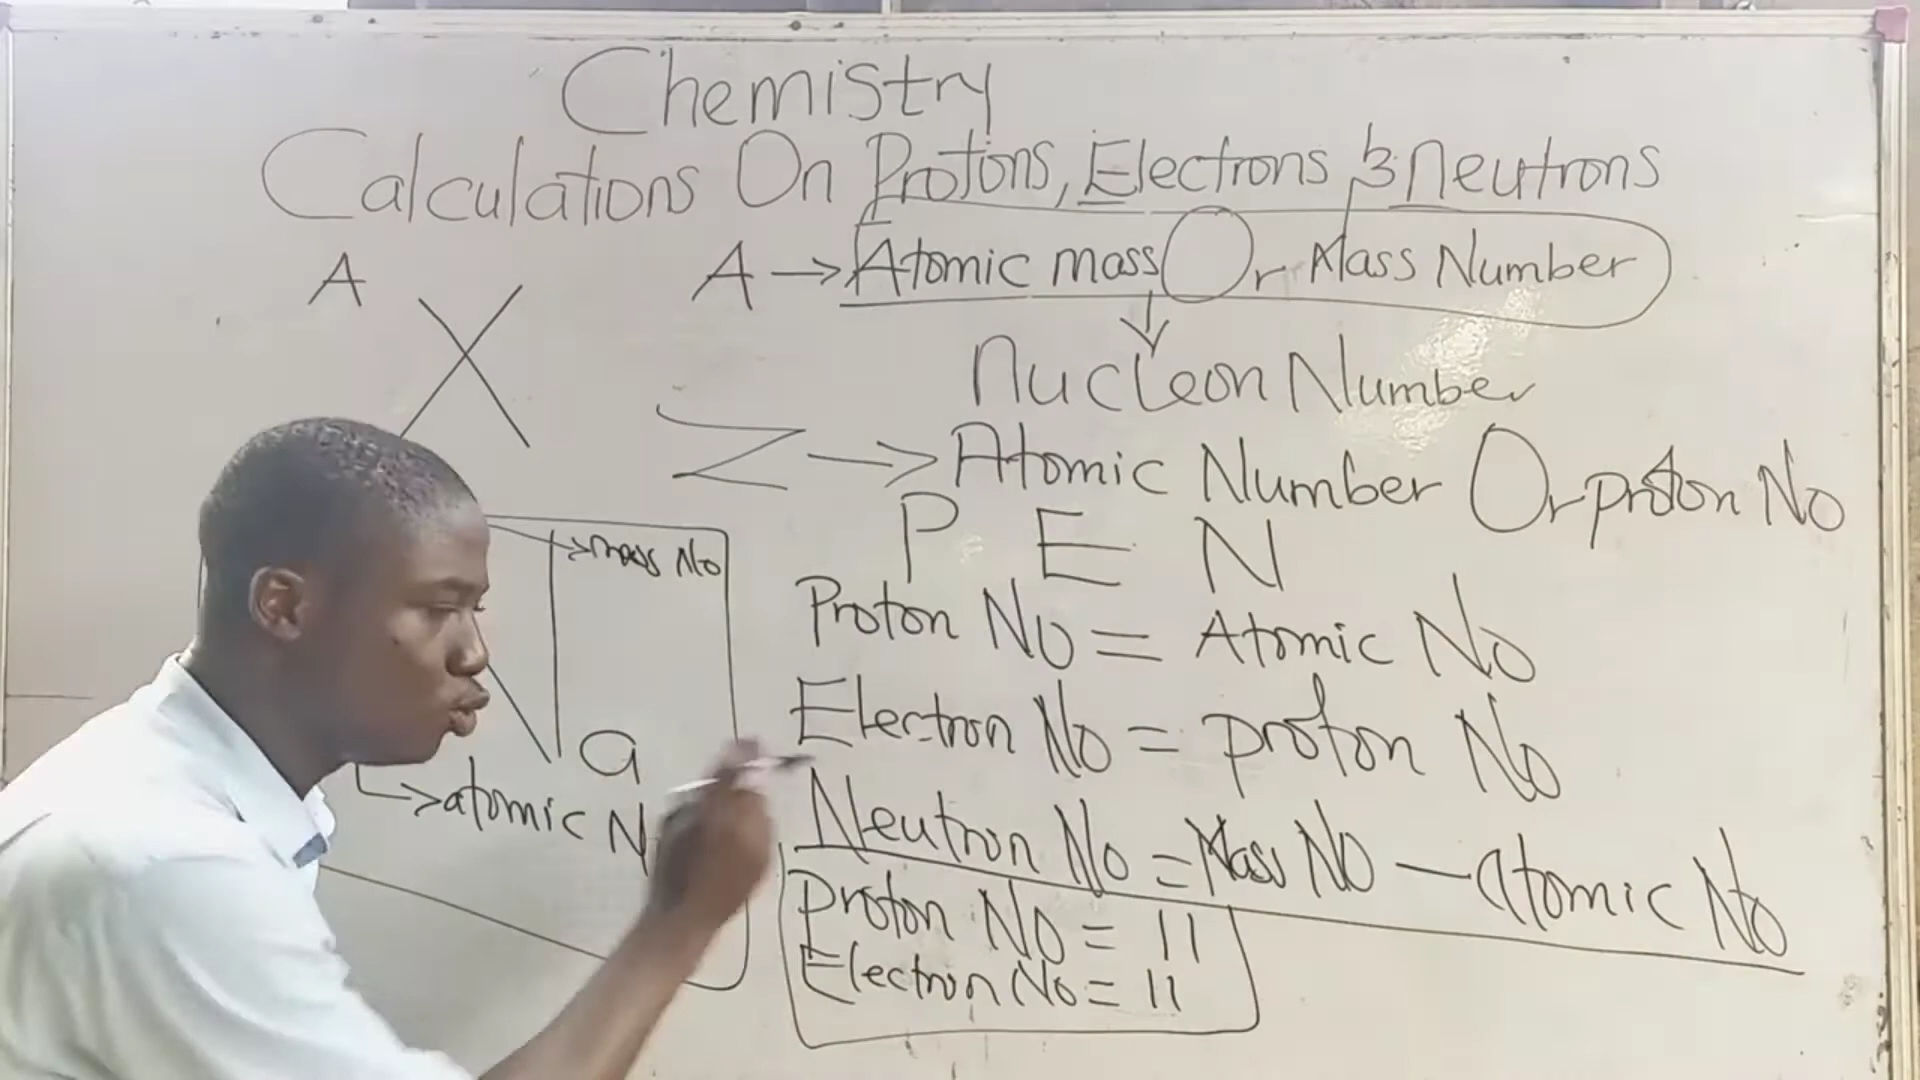 Chemistry
Calculations On Protons, Electrons & Neutrons
A
A → Atomic mass Or Mass Number
X
Nucleon Number
Z → Atomic Number Or proton No
P E N
→ mass No
Proton No = Atomic No
Na
Electron No = proton No
→ atomic N
Neutron No = Mass No – Atomic No
Proton No = 11
Electron No = 11